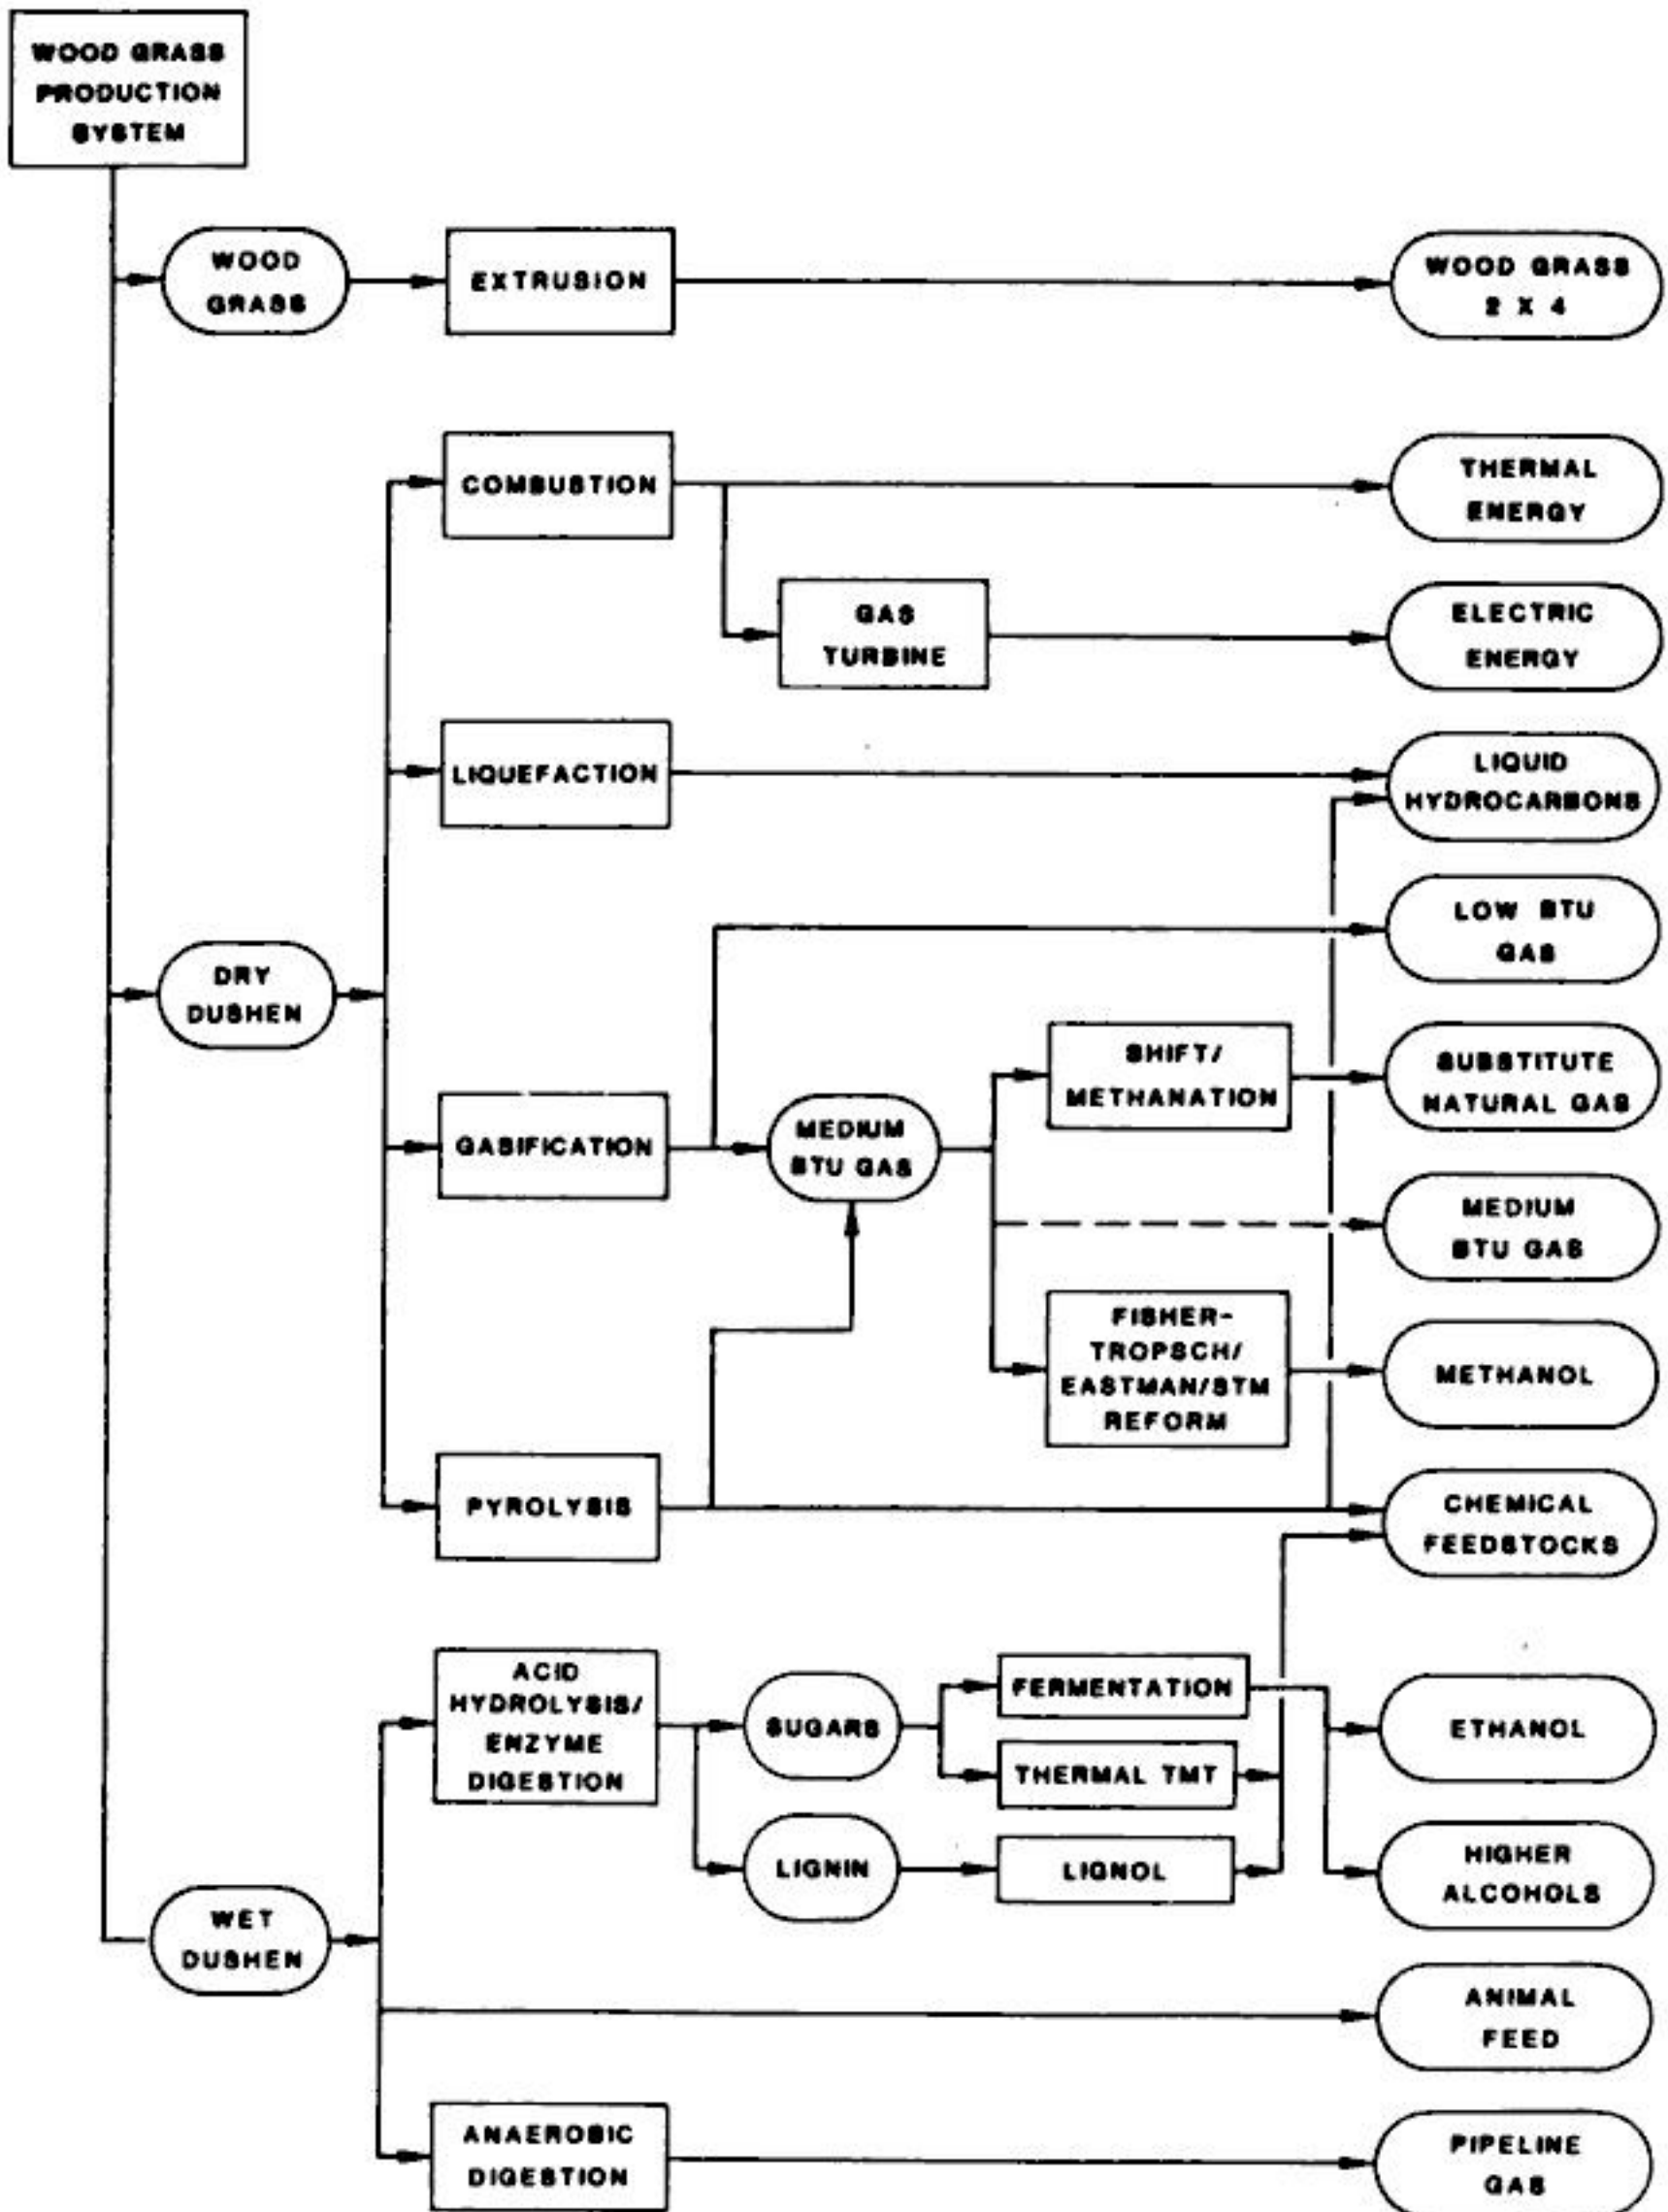 WOOD GRASS
PRODUCTION
SYSTEM
WOOD
GRASS
EXTRUSION
WOOD GRASS
2 X 4
COMBUSTION
THERMAL
ENERGY
GAS
TURBINE
ELECTRIC
ENERGY
LIQUEFACTION
LIQUID
HYDROCARBONS
LOW BTU
GAS
DRY
DUSHEN
SHIFT/
METHANATION
SUBSTITUTE
NATURAL GAS
GASIFICATION
MEDIUM
BTU GAS
MEDIUM
BTU GAS
FISHER-
TROPSCH/
EASTMAN/STM
REFORM
METHANOL
PYROLYSIS
CHEMICAL
FEEDSTOCKS
ACID
HYDROLYSIS/
ENZYME
DIGESTION
SUGARS
FERMENTATION
THERMAL TMT
ETHANOL
LIGNIN
LIGNOL
HIGHER
ALCOHOLS
WET
DUSHEN
ANIMAL
FEED
ANAEROBIC
DIGESTION
PIPELINE
GAS